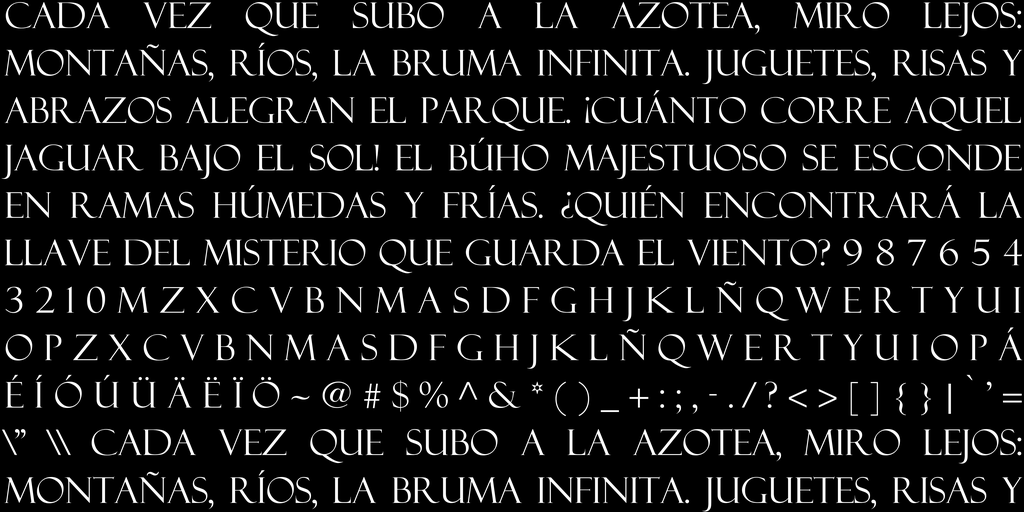 CADA VEZ QUE SUBO A LA AZOTEA, MIRO LEJOS:
MONTAÑAS, RÍOS, LA BRUMA INFINITA. JUGUETES, RISAS Y
ABRAZOS ALEGRAN EL PARQUE. ¡CUÁNTO CORRE AQUEL
JAGUAR BAJO EL SOL! EL BÚHO MAJESTUOSO SE ESCONDE
EN RAMAS HÚMEDAS Y FRÍAS. ¿QUIÉN ENCONTRARÁ LA
LLAVE DEL MISTERIO QUE GUARDA EL VIENTO? 9 8 7 6 5 4
3 2 1 0 M Z X C V B N M A S D F G H J K L Ñ Q W E R T Y U I
O P Z X C V B N M A S D F G H J K L Ñ Q W E R T Y U I O P Á
É Í Ó Ú Ü Ä Ë Ï Ö ~ @ # $ % ^ & * ( ) _ + : ; , - . / ? < > [ ] { } | ` ' =
\" \\ CADA VEZ QUE SUBO A LA AZOTEA, MIRO LEJOS:
MONTAÑAS, RÍOS, LA BRUMA INFINITA. JUGUETES, RISAS Y